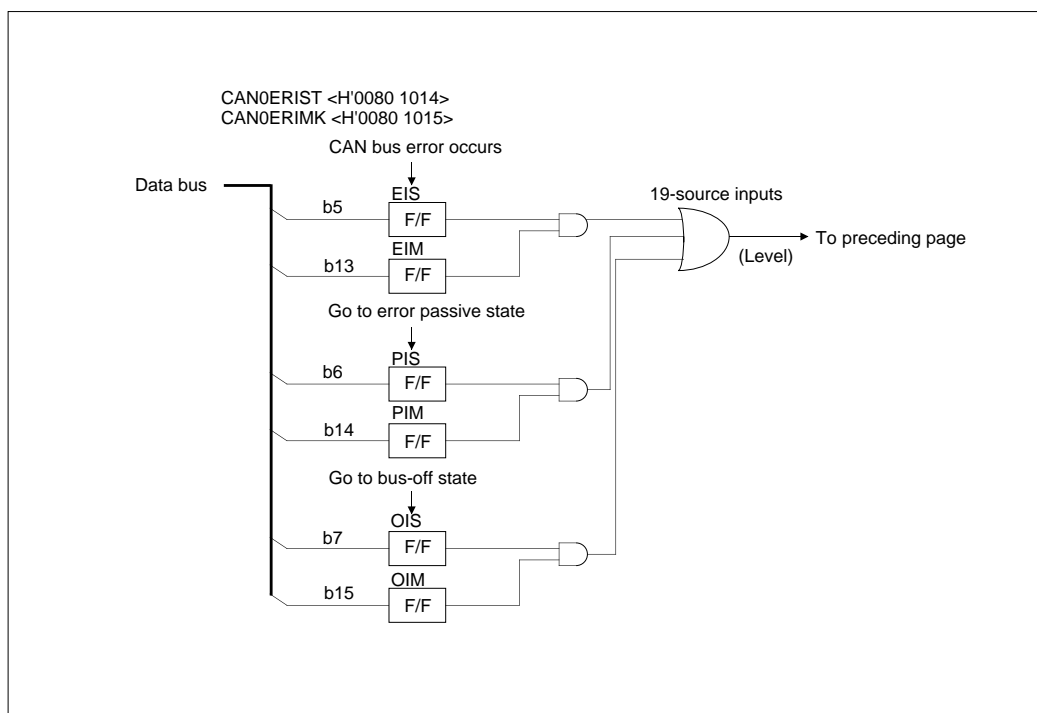 CAN0ERIST <H'0080 1014>
CAN0ERIMK <H'0080 1015>
CAN bus error occurs
Data bus
b5
EIS
F/F
19-source inputs
b13
EIM
F/F
(Level)
To preceding page
Go to error passive state
b6
PIS
F/F
b14
PIM
F/F
Go to bus-off state
b7
OIS
F/F
b15
OIM
F/F